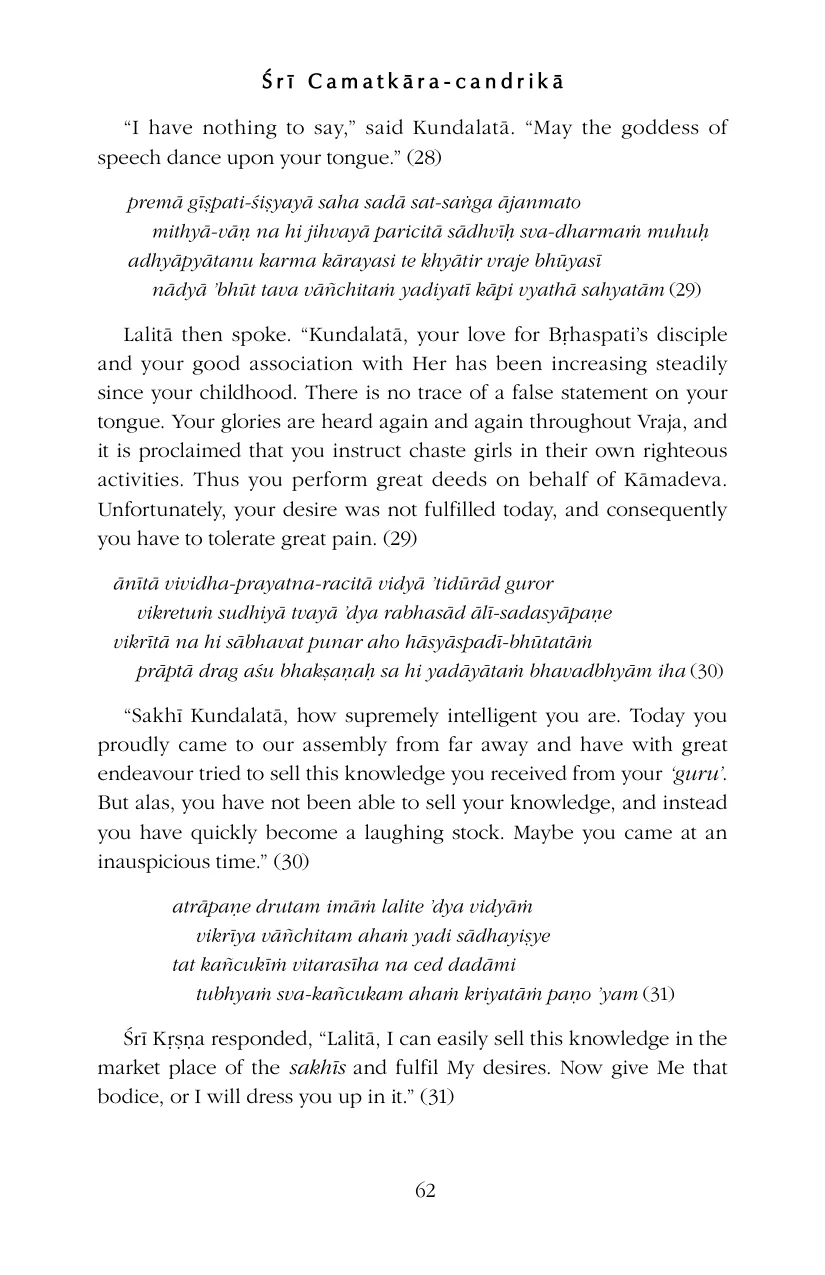 Śrī Camatkāra-candrikā
“I have nothing to say,” said Kundalatā. “May the goddess of
speech dance upon your tongue.” (28)
premā gīṣpati-śiṣyayā saha sadā sat-saṅga ājanmato
mithyā-vāṇ na hi jihvayā paricitā sādhvīḥ sva-dharmaṁ muhuḥ
adhyāpyātanu karma kārayasi te khyātir vraje bhūyasī
nādyā ’bhūt tava vāñchitaṁ yadiyatī kāpi vyathā sahyatām (29)
Lalitā then spoke. “Kundalatā, your love for Bṛhaspati’s disciple
and your good association with Her has been increasing steadily
since your childhood. There is no trace of a false statement on your
tongue. Your glories are heard again and again throughout Vraja, and
it is proclaimed that you instruct chaste girls in their own righteous
activities. Thus you perform great deeds on behalf of Kāmadeva.
Unfortunately, your desire was not fulfilled today, and consequently
you have to tolerate great pain. (29)
ānītā vividha-prayatna-racitā vidyā ’tidūrād guror
vikretuṁ sudhiyā tvayā ’dya rabhasād ālī-sadasyāpaṇe
vikrītā na hi sābhavat punar aho hāsyāspadī-bhūtatāṁ
prāptā drag aśu bhakṣaṇaḥ sa hi yadāyātaṁ bhavadbhyām iha (30)
“Sakhī Kundalatā, how supremely intelligent you are. Today you
proudly came to our assembly from far away and have with great
endeavour tried to sell this knowledge you received from your ‘guru’.
But alas, you have not been able to sell your knowledge, and instead
you have quickly become a laughing stock. Maybe you came at an
inauspicious time.” (30)
atrāpaṇe drutam imāṁ lalite ’dya vidyāṁ
vikrīya vāñchitam ahaṁ yadi sādhayiṣye
tat kañcukīṁ vitarasīha na ced dadāmi
tubhyaṁ sva-kañcukam ahaṁ kriyatāṁ paṇo ’yam (31)
Śrī Kṛṣṇa responded, “Lalitā, I can easily sell this knowledge in the
market place of the sakhīs and fulfil My desires. Now give Me that
bodice, or I will dress you up in it.” (31)
62